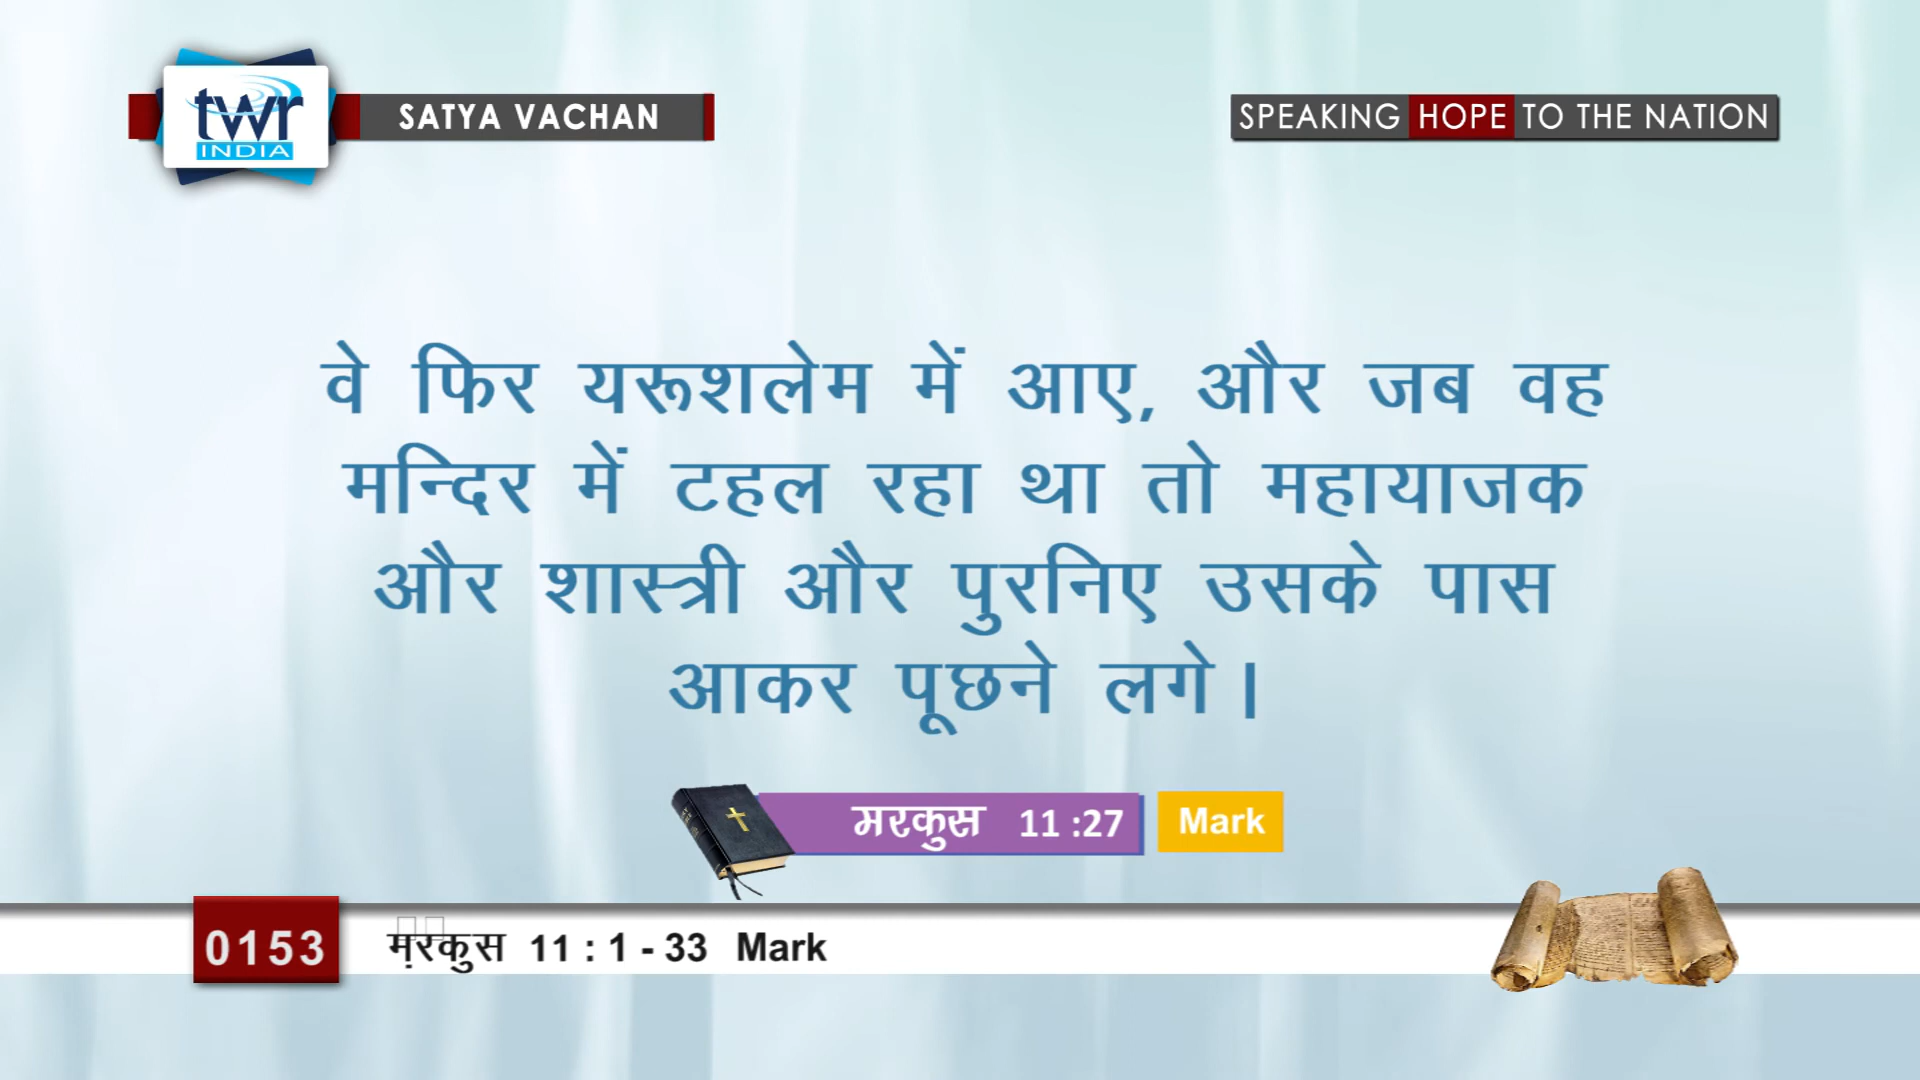 twr
INDIA
SATYA VACHAN
SPEAKING HOPE TO THE NATION
वे फिर यरूशलेम में आए, और जब वह
मन्दिर में टहल रहा था तो महायाजक
और शास्त्री और पुरनिए उसके पास
आकर पूछने लगे।
मरकुस 11 :27 Mark
0153 मरकुस 11 : 1 - 33 Mark